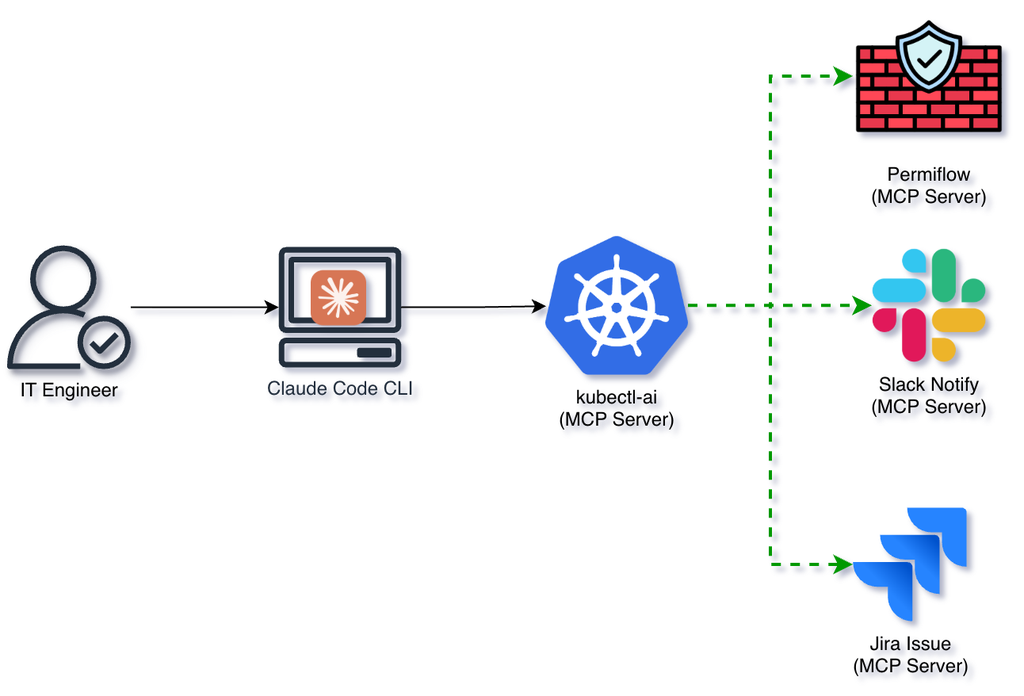 Permiflow
(MCP Server)
IT Engineer
Claude Code CLI
kubectl-ai
(MCP Server)
Slack Notify
(MCP Server)
Jira Issue
(MCP Server)